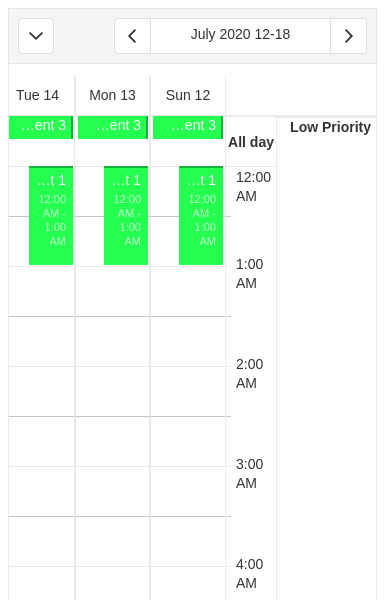 July 2020 12-18
Tue 14 Mon 13 Sun 12
...ent 3 ...ent 3 ...ent 3
All day
Low Priority
...t 1 ...t 1 ...t 1
12:00 12:00 12:00
AM - AM - AM -
1:00 1:00 1:00
AM AM AM
12:00
AM
1:00
AM
2:00
AM
3:00
AM
4:00
AM